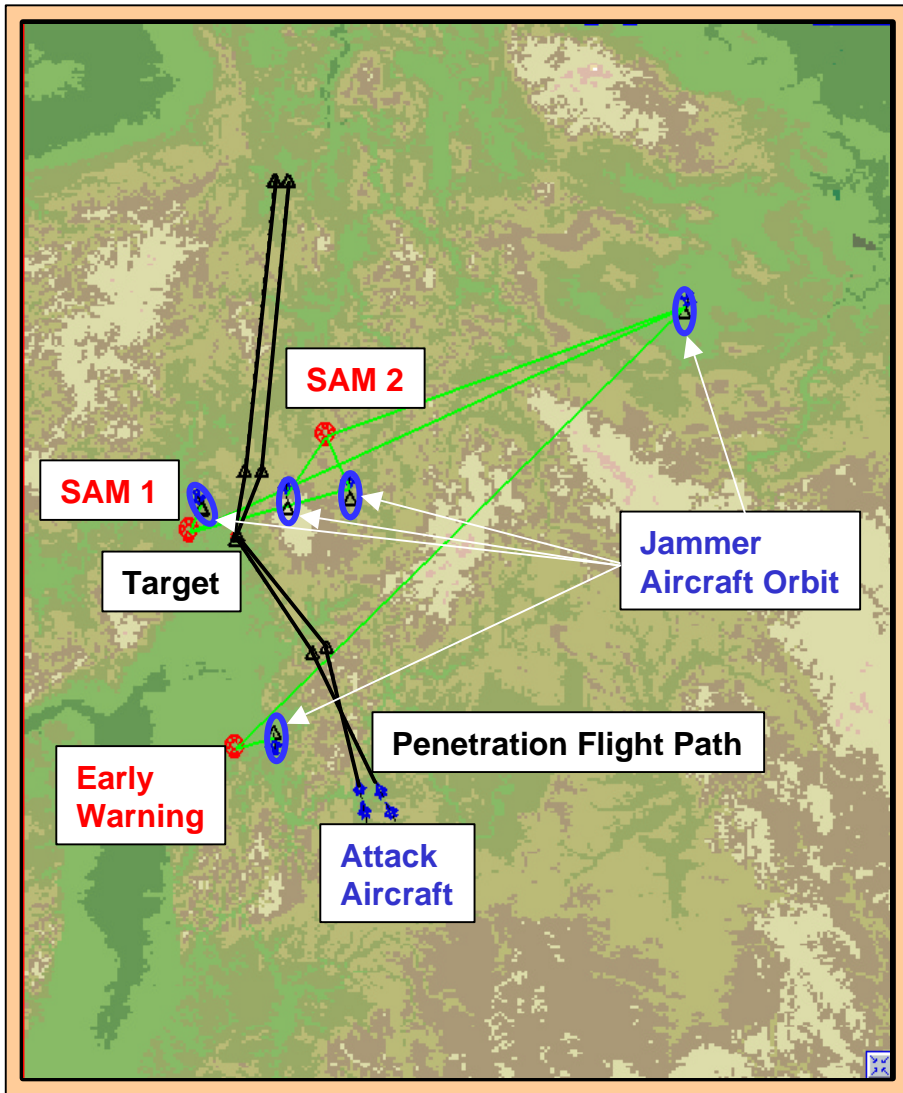 SAM 2
SAM 1
Target
Jammer
Aircraft Orbit
Penetration Flight Path
Early
Warning
Attack
Aircraft